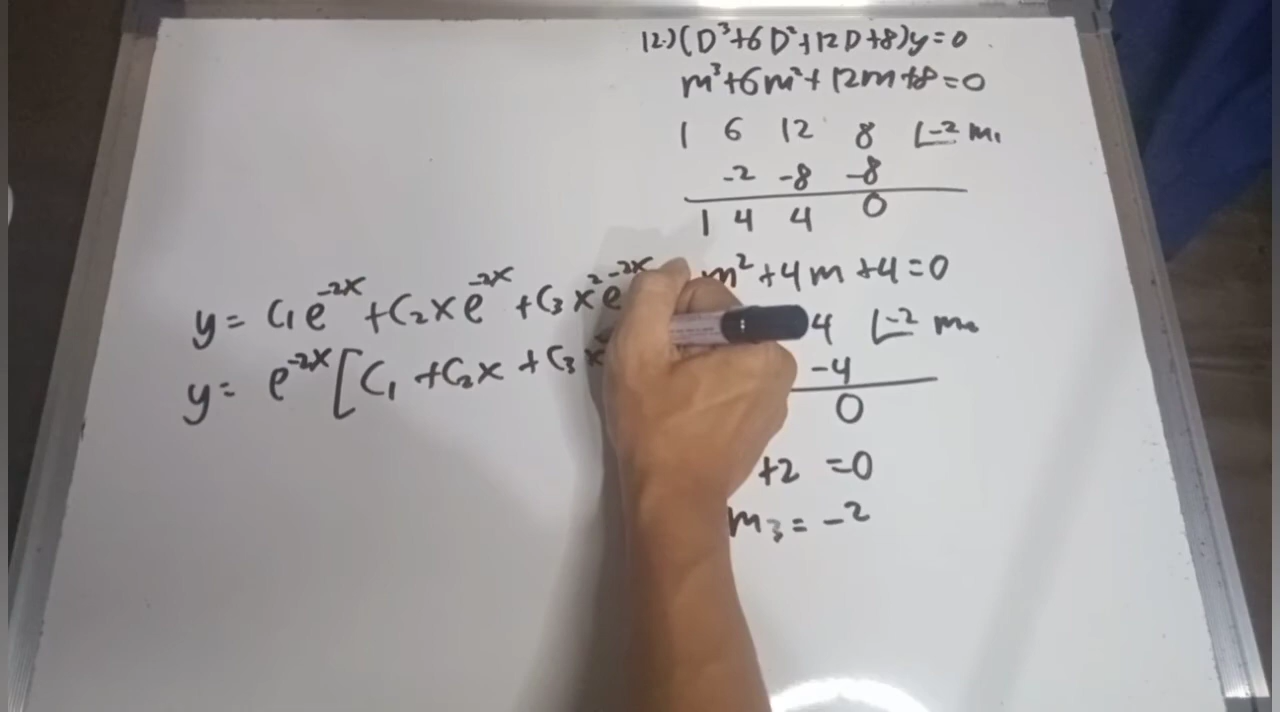 12.) (D³+6D²+12D+8)y=0
m³+6m²+12m+8=0
1 6 12 8 -2 m₁
-2 -8 -8
1 4 4 0
m²+4m+4=0
4 -2 m₂
-4
0
+2 =0
m₃=-2
y= C₁e⁻²ˣ+C₂xe⁻²ˣ+C₃x²e⁻²ˣ
y= e⁻²ˣ[C₁+C₂x+C₃x